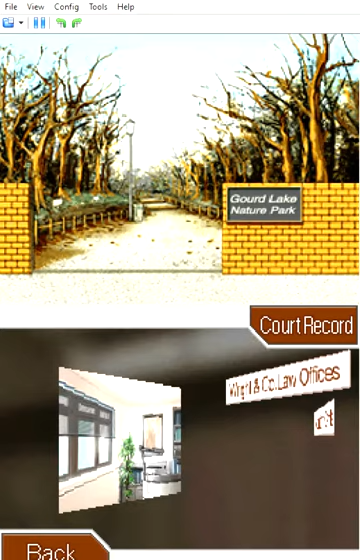 File View Config Tools Help
Gourd Lake
Nature Park
Court Record
Wright & Co. Law Offices
Back